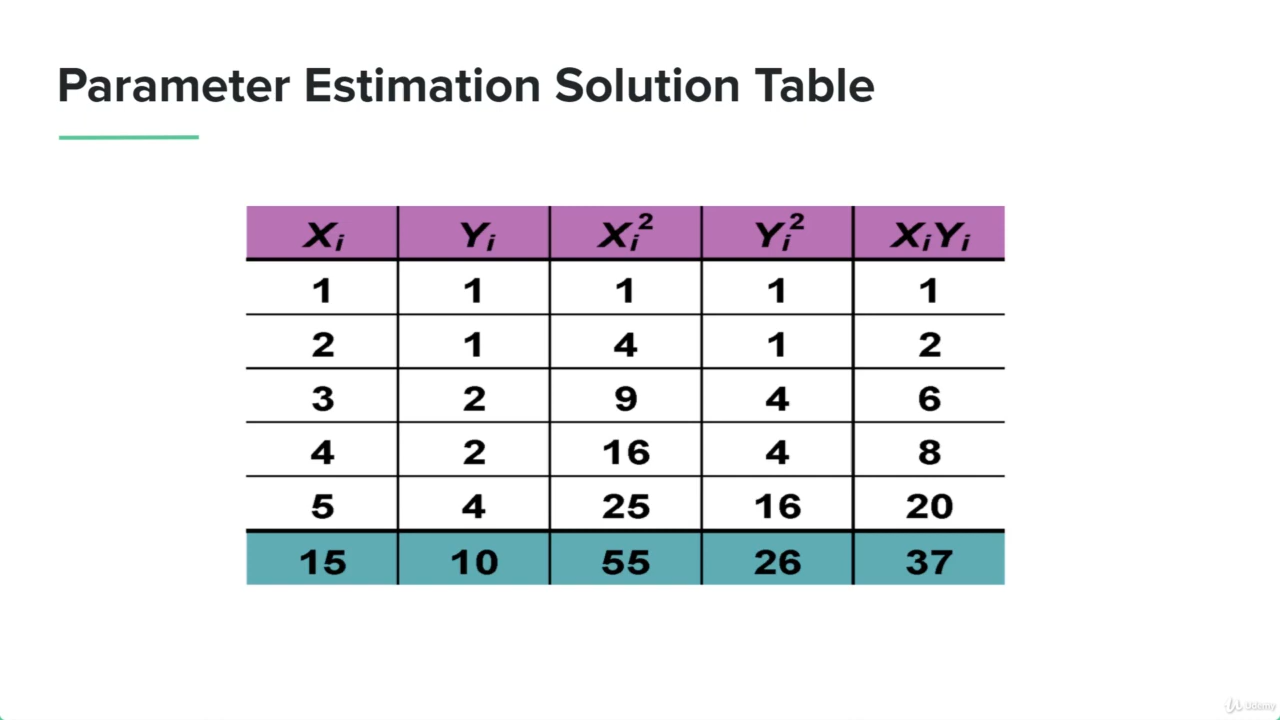 Parameter Estimation Solution Table
Xᵢ Yᵢ Xᵢ² Yᵢ² XᵢYᵢ
1 1 1 1 1
2 1 4 1 2
3 2 9 4 6
4 2 16 4 8
5 4 25 16 20
15 10 55 26 37
Udemy